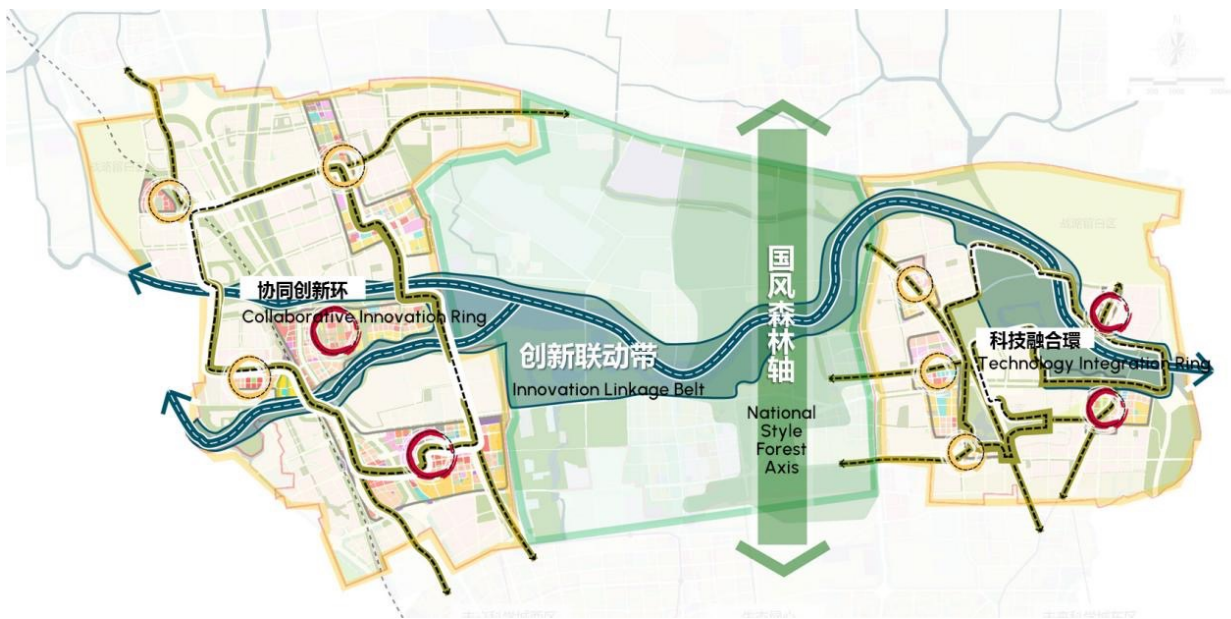 协同创新环
Collaborative Innovation Ring
创新联动带
Innovation Linkage Belt
国风森林轴
National
Style
Forest
Axis
科技融合環
Technology Integration Ring